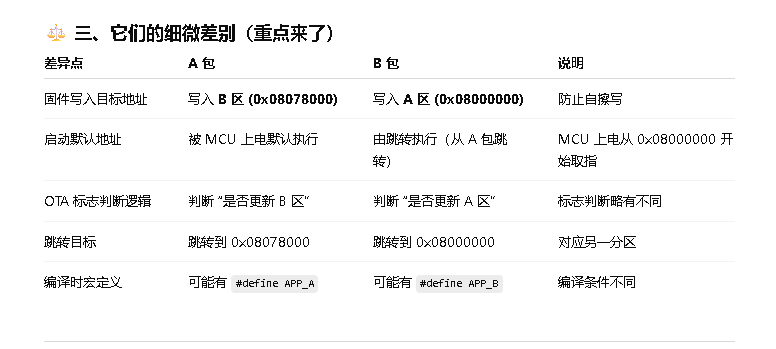 ⚖️ 三、它们的细微差别（重点来了）
差异点 A 包 B 包 说明
固件写入目标地址 写入 B 区 (0x08078000) 写入 A 区 (0x08000000) 防止自擦写
启动默认地址 被 MCU 上电默认执行 由跳转执行（从 A 包跳转） MCU 上电从 0x08000000 开始取指
OTA 标志判断逻辑 判断 “是否更新 B 区” 判断 “是否更新 A 区” 标志判断略有不同
跳转目标 跳转到 0x08078000 跳转到 0x08000000 对应另一分区
编译时宏定义 可能有 #define APP_A 可能有 #define APP_B 编译条件不同